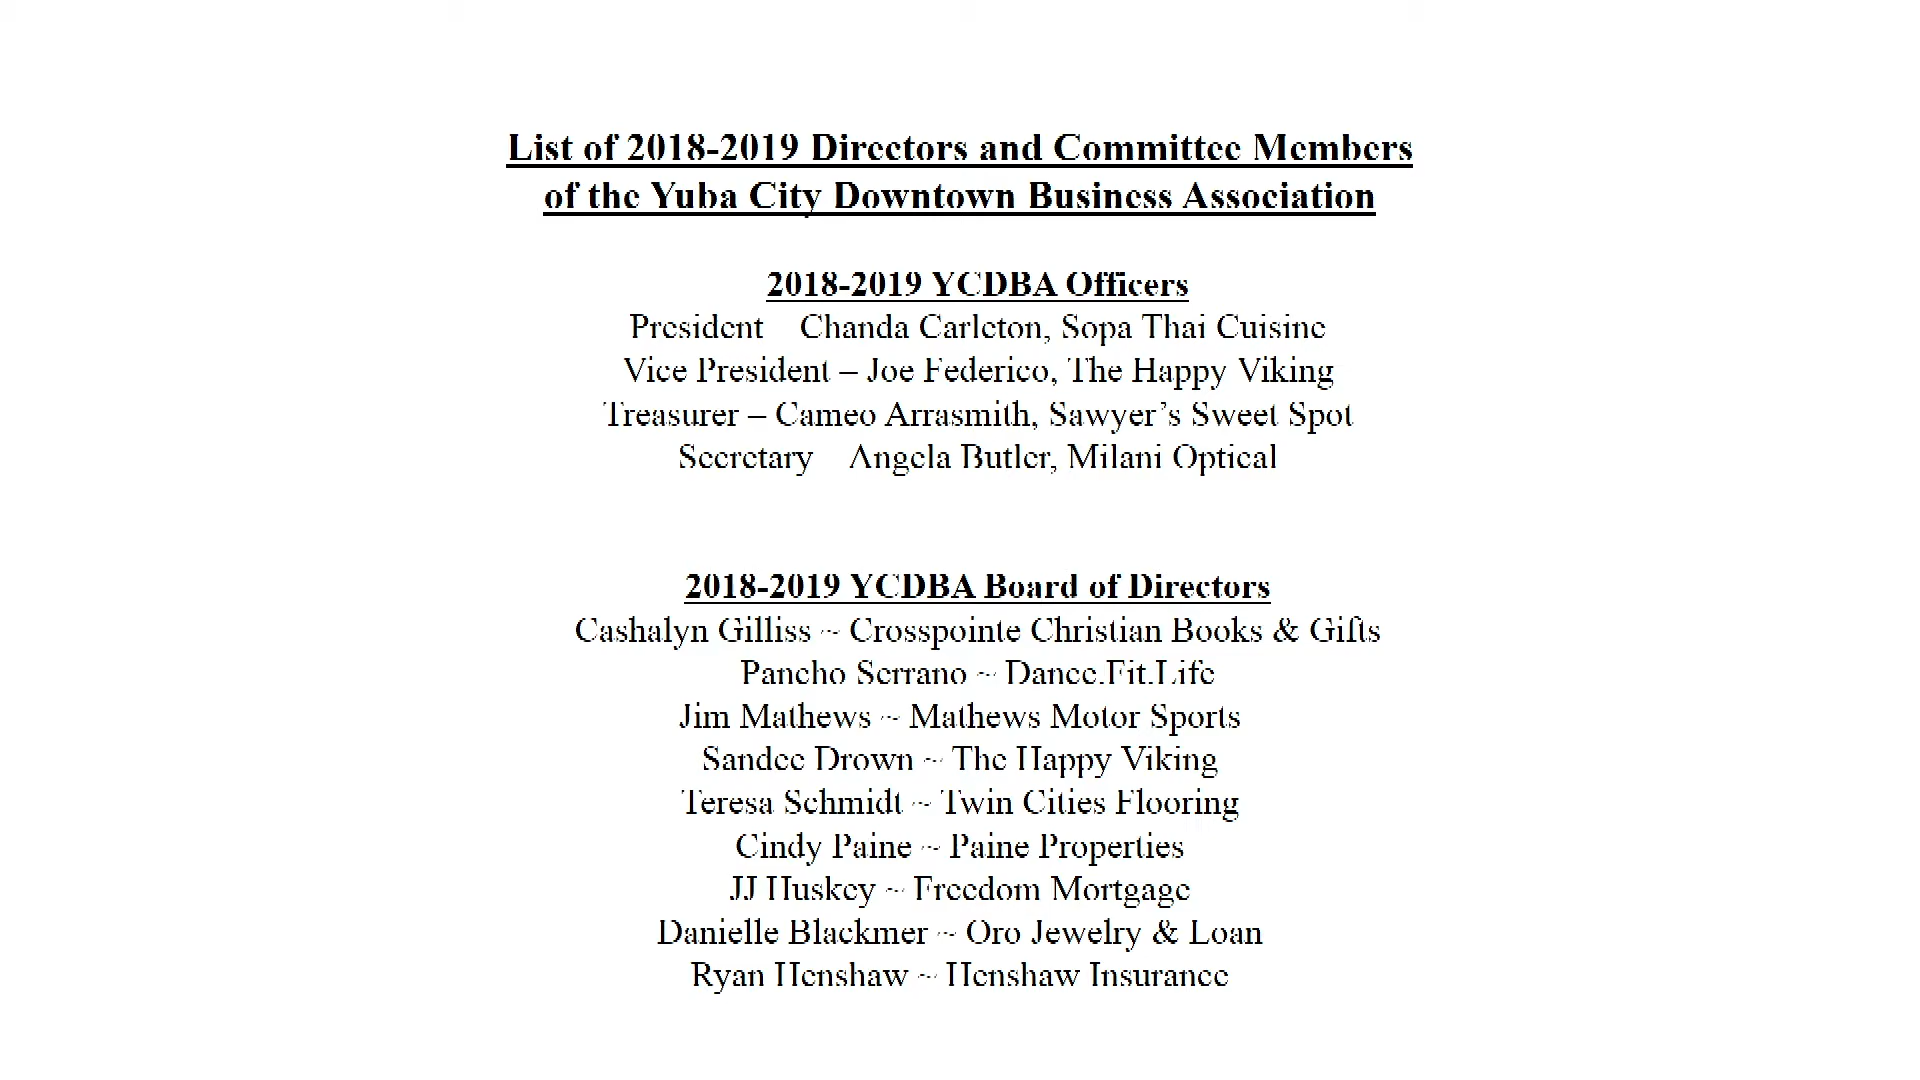 List of 2018-2019 Directors and Committee Members
of the Yuba City Downtown Business Association
2018-2019 YCDBA Officers
President – Chanda Carleton, Sopa Thai Cuisine
Vice President – Joe Federico, The Happy Viking
Treasurer – Cameo Arrasmith, Sawyer’s Sweet Spot
Secretary – Angela Butler, Milani Optical
2018-2019 YCDBA Board of Directors
Cashalyn Gilliss ~ Crosspointe Christian Books & Gifts
Pancho Serrano ~ Dance.Fit.Life
Jim Mathews ~ Mathews Motor Sports
Sandee Drown ~ The Happy Viking
Teresa Schmidt ~ Twin Cities Flooring
Cindy Paine ~ Paine Properties
JJ Huskey ~ Freedom Mortgage
Danielle Blackmer ~ Oro Jewelry & Loan
Ryan Henshaw ~ Henshaw Insurance